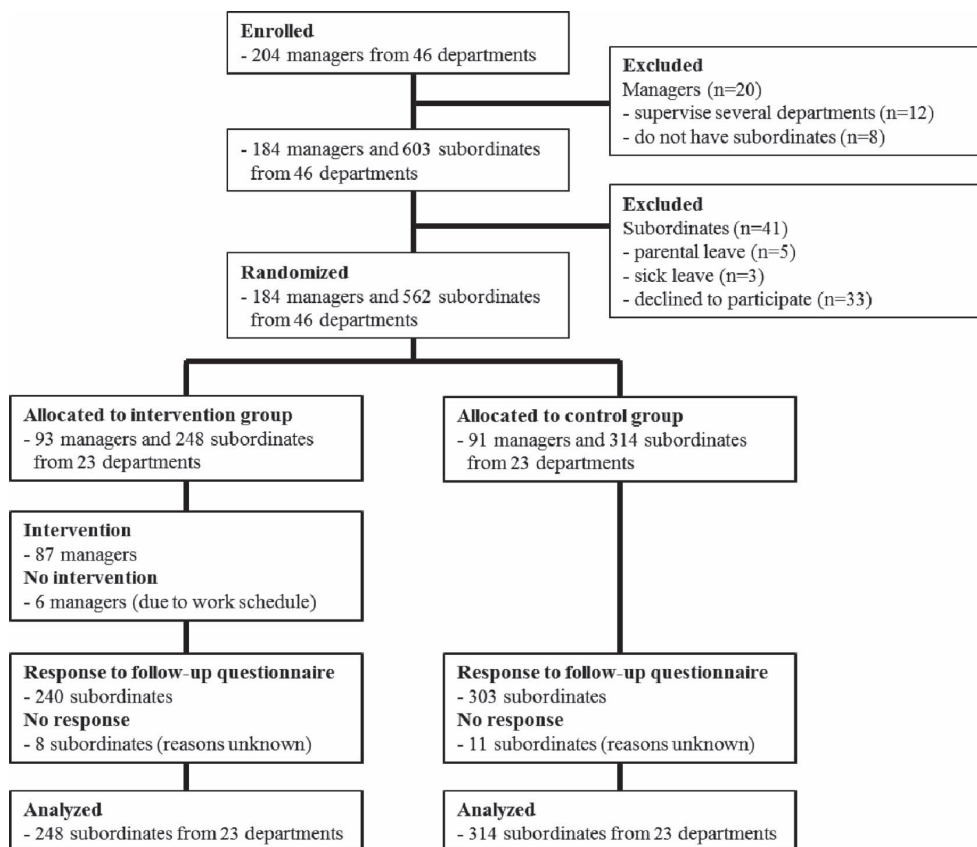 Enrolled
- 204 managers from 46 departments
Excluded
Managers (n=20)
- supervise several departments (n=12)
- do not have subordinates (n=8)
- 184 managers and 603 subordinates
from 46 departments
Excluded
Subordinates (n=41)
- parental leave (n=5)
- sick leave (n=3)
- declined to participate (n=33)
Randomized
- 184 managers and 562 subordinates
from 46 departments
Allocated to intervention group
- 93 managers and 248 subordinates
from 23 departments
Allocated to control group
- 91 managers and 314 subordinates
from 23 departments
Intervention
- 87 managers
No intervention
- 6 managers (due to work schedule)
Response to follow-up questionnaire
- 240 subordinates
No response
- 8 subordinates (reasons unknown)
Response to follow-up questionnaire
- 303 subordinates
No response
- 11 subordinates (reasons unknown)
Analyzed
- 248 subordinates from 23 departments
Analyzed
- 314 subordinates from 23 departments